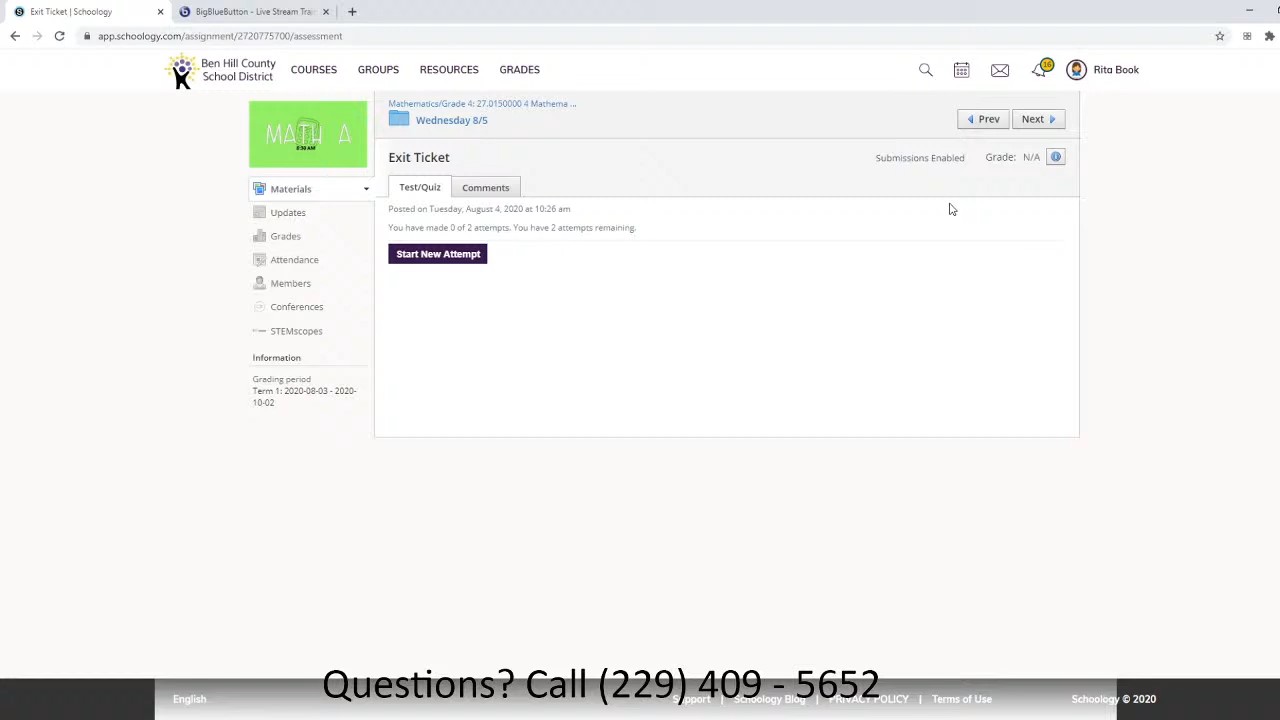 Exit Ticket | Schoology
BigBlueButton - Live Stream Trai
app.schoology.com/assignment/2720775700/assessment
Ben Hill County
School District
COURSES
GROUPS
RESOURCES
GRADES
16
Rita Book
MATH A
8:50 AM
Mathematics/Grade 4: 27.0150000 4 Mathema ...
Wednesday 8/5
Prev
Next
Exit Ticket
Submissions Enabled
Grade: N/A
Test/Quiz
Comments
Posted on Tuesday, August 4, 2020 at 10:26 am
You have made 0 of 2 attempts. You have 2 attempts remaining.
Start New Attempt
Materials
Updates
Grades
Attendance
Members
Conferences
STEMscopes
Information
Grading period
Term 1: 2020-08-03 - 2020-
10-02
Questions? Call (229) 409 - 5652
English
Support | Schoology Blog | PRIVACY POLICY | Terms of Use
Schoology © 2020